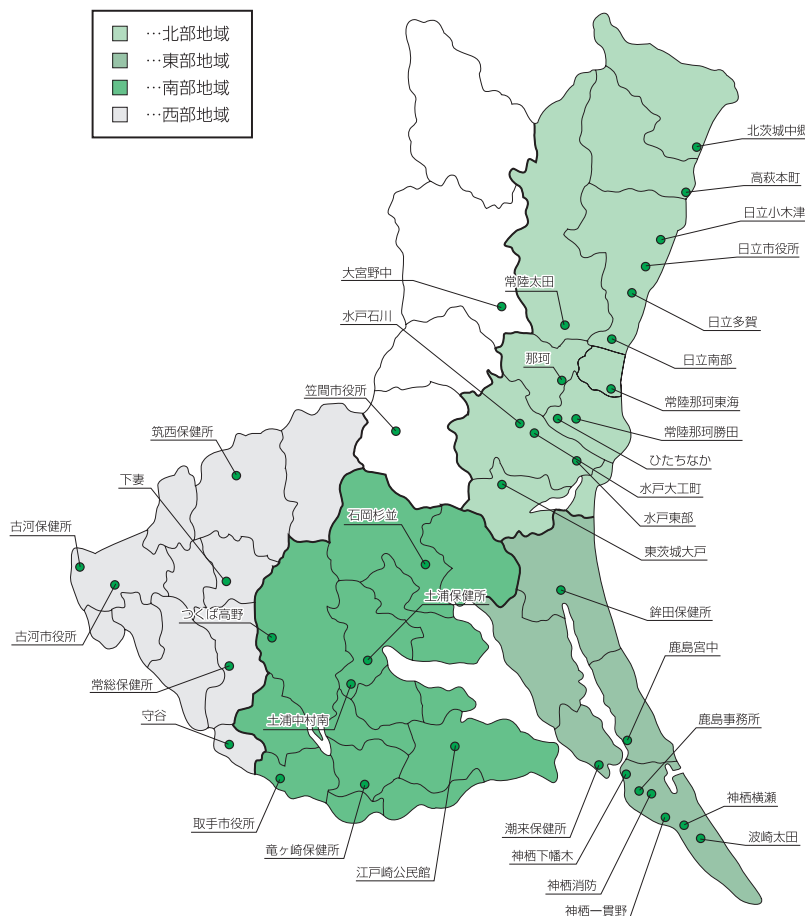 …北部地域
…東部地域
…南部地域
…西部地域
北茨城中郷
高萩本町
日立小木津
日立市役所
大宮野中
常陸太田
水戸石川
日立多賀
那珂
日立南部
笠間市役所
常陸那珂東海
筑西保健所
常陸那珂勝田
ひたちなか
下妻
水戸大工町
石岡杉並
水戸東部
古河保健所
東茨城大戸
土浦保健所
つくば高野
鉾田保健所
古河市役所
鹿島宮中
常総保健所
土浦中村南
鹿島事務所
守谷
神栖横瀬
取手市役所
潮来保健所
波崎太田
竜ヶ崎保健所
神栖下幡木
江戸崎公民館
神栖消防
神栖一貫野